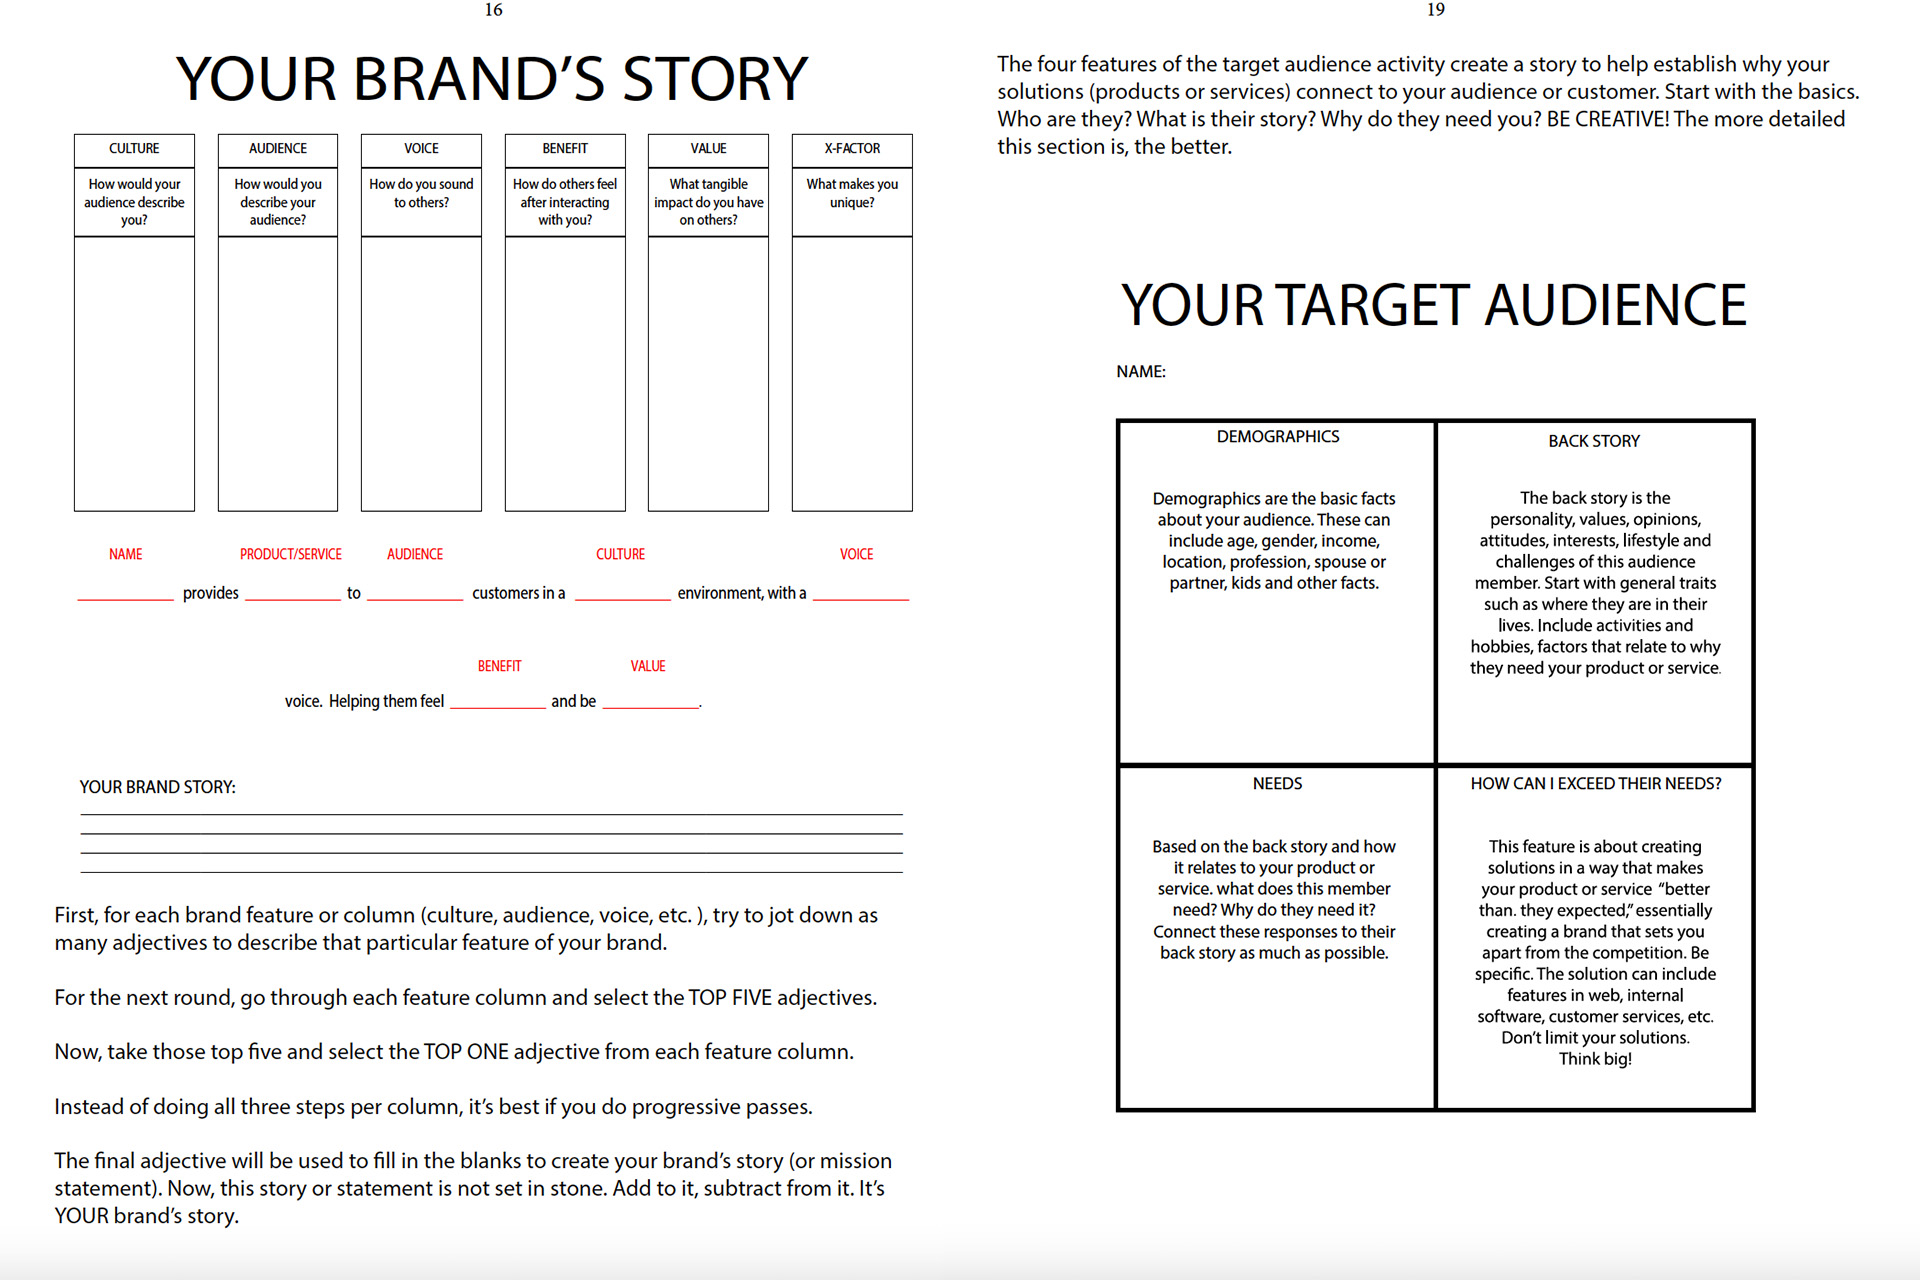 16
YOUR BRAND’S STORY
CULTURE
How would your
audience describe
you?
AUDIENCE
How would you
describe your
audience?
VOICE
How do you sound
to others?
BENEFIT
How do others feel
after interacting
with you?
VALUE
What tangible
impact do you have
on others?
X-FACTOR
What makes you
unique?
NAME PRODUCT/SERVICE AUDIENCE CULTURE VOICE
__________ provides __________ to __________ customers in a __________ environment, with a __________
BENEFIT VALUE
voice. Helping them feel __________ and be __________.
YOUR BRAND STORY:
First, for each brand feature or column (culture, audience, voice, etc. ), try to jot down as
many adjectives to describe that particular feature of your brand.
For the next round, go through each feature column and select the TOP FIVE adjectives.
Now, take those top five and select the TOP ONE adjective from each feature column.
Instead of doing all three steps per column, it’s best if you do progressive passes.
The final adjective will be used to fill in the blanks to create your brand’s story (or mission
statement). Now, this story or statement is not set in stone. Add to it, subtract from it. It’s
YOUR brand’s story.
19
The four features of the target audience activity create a story to help establish why your
solutions (products or services) connect to your audience or customer. Start with the basics.
Who are they? What is their story? Why do they need you? BE CREATIVE! The more detailed
this section is, the better.
YOUR TARGET AUDIENCE
NAME:
DEMOGRAPHICS
Demographics are the basic facts
about your audience. These can
include age, gender, income,
location, profession, spouse or
partner, kids and other facts.
BACK STORY
The back story is the
personality, values, opinions,
attitudes, interests, lifestyle and
challenges of this audience
member. Start with general traits
such as where they are in their
lives. Include activities and
hobbies, factors that relate to why
they need your product or service.
NEEDS
Based on the back story and how
it relates to your product or
service. what does this member
need? Why do they need it?
Connect these responses to their
back story as much as possible.
HOW CAN I EXCEED THEIR NEEDS?
This feature is about creating
solutions in a way that makes
your product or service “better
than. they expected,” essentially
creating a brand that sets you
apart from the competition. Be
specific. The solution can include
features in web, internal
software, customer services, etc.
Don’t limit your solutions.
Think big!